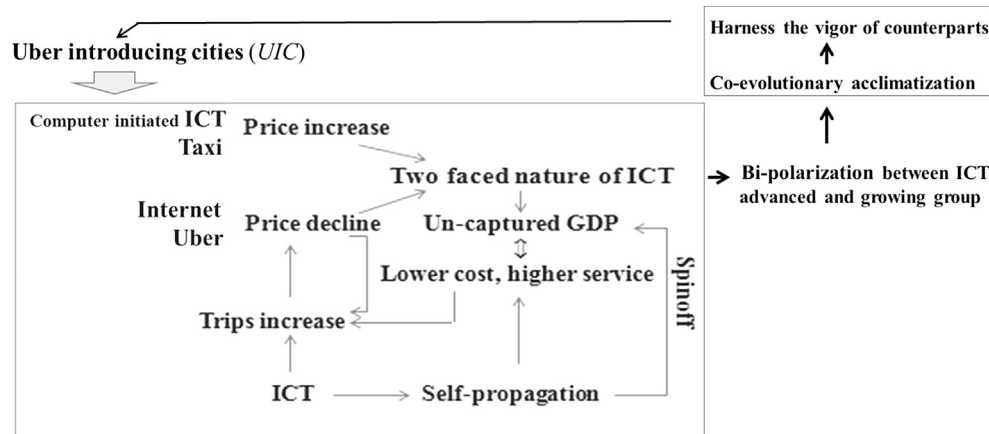 Harness the vigor of counterparts
Uber introducing cities (UIC)
Co-evolutionary acclimatization
Computer initiated ICT
Taxi
Price increase
Two faced nature of ICT
Bi-polarization between ICT
advanced and growing group
Internet
Uber
Price decline
Un-captured GDP
Lower cost, higher service
Spinoff
Trips increase
ICT
Self-propagation